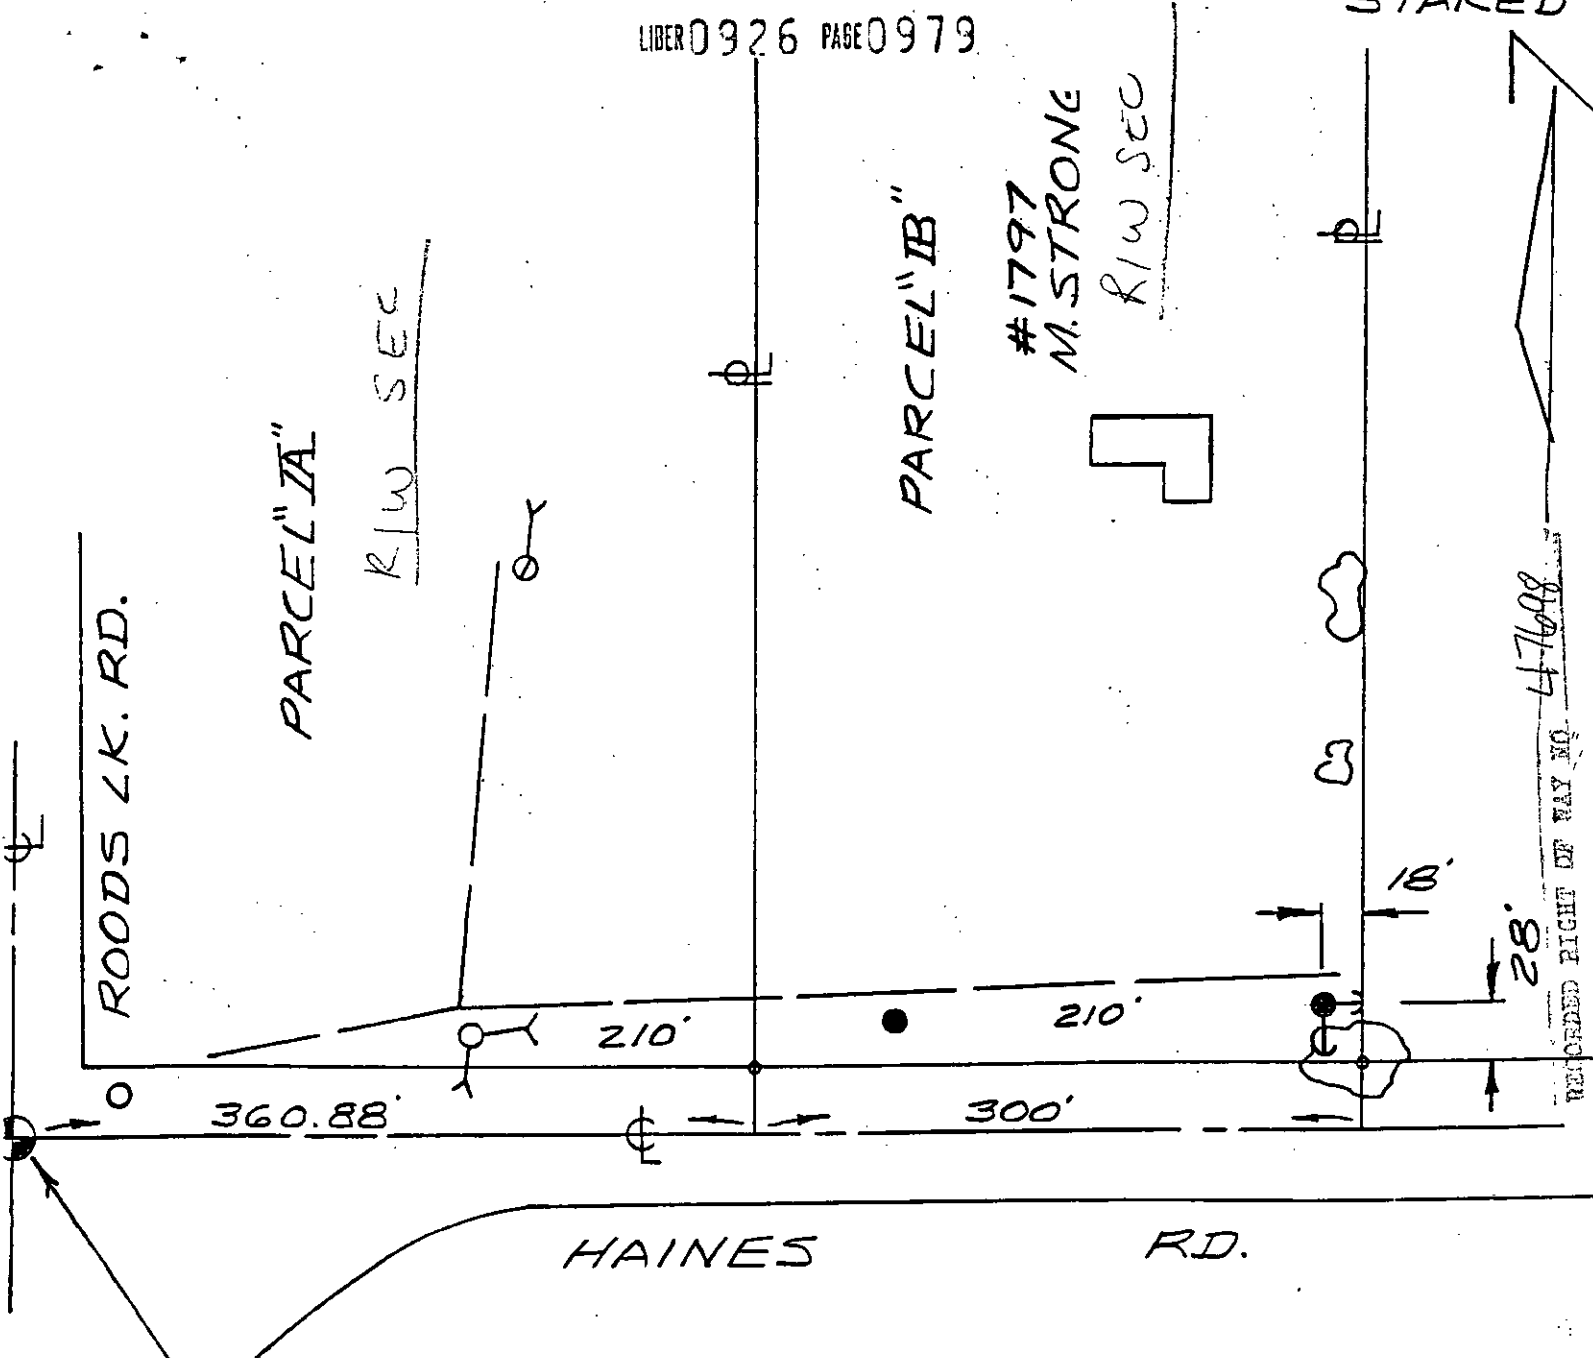 STAKED
LIBER 0926 PAGE 0979
PARCEL "IA"
R/W SEC
PARCEL "IB"
#1797
M. STRONE
R/W SEC
ROODS LK. RD.
RECORDED RIGHT OF WAY NO. 47698
18'
28'
210'
210'
360.88'
300'
HAINES RD.